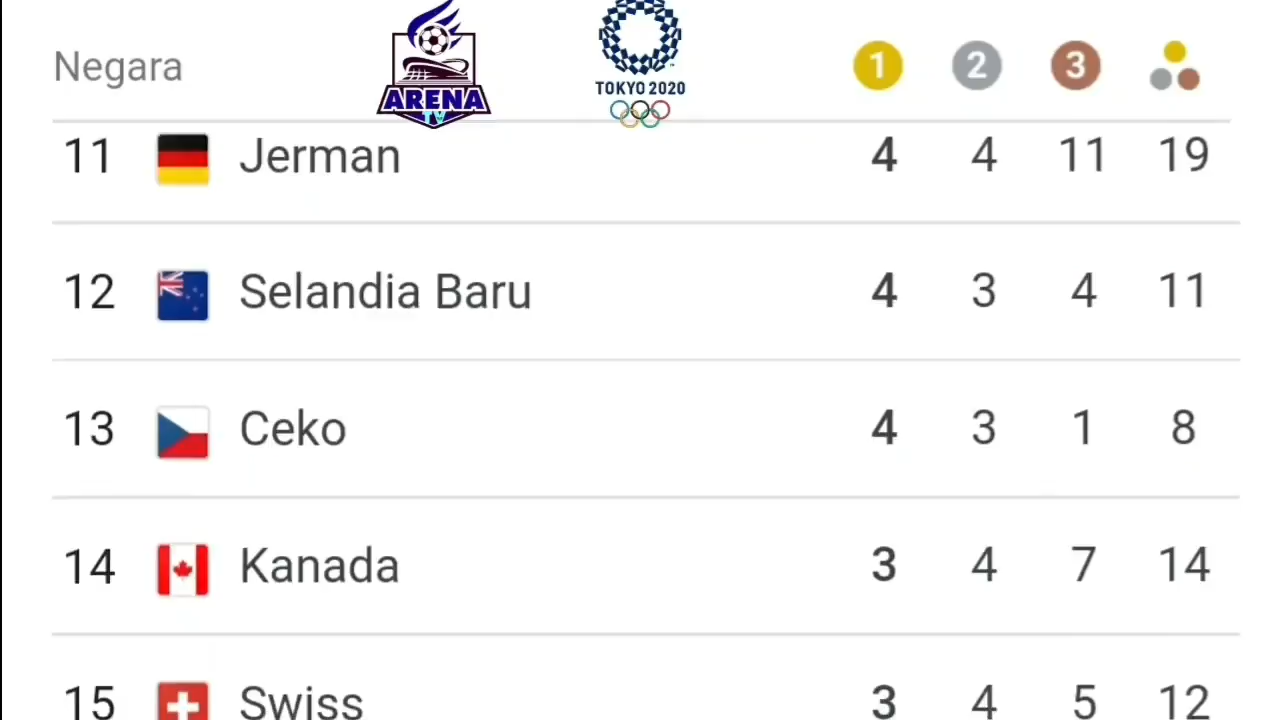 Negara ARENA TV TOKYO 2020 1 2 3
11 Jerman 4 4 11 19
12 Selandia Baru 4 3 4 11
13 Ceko 4 3 1 8
14 Kanada 3 4 7 14
15 Swiss 3 4 5 12